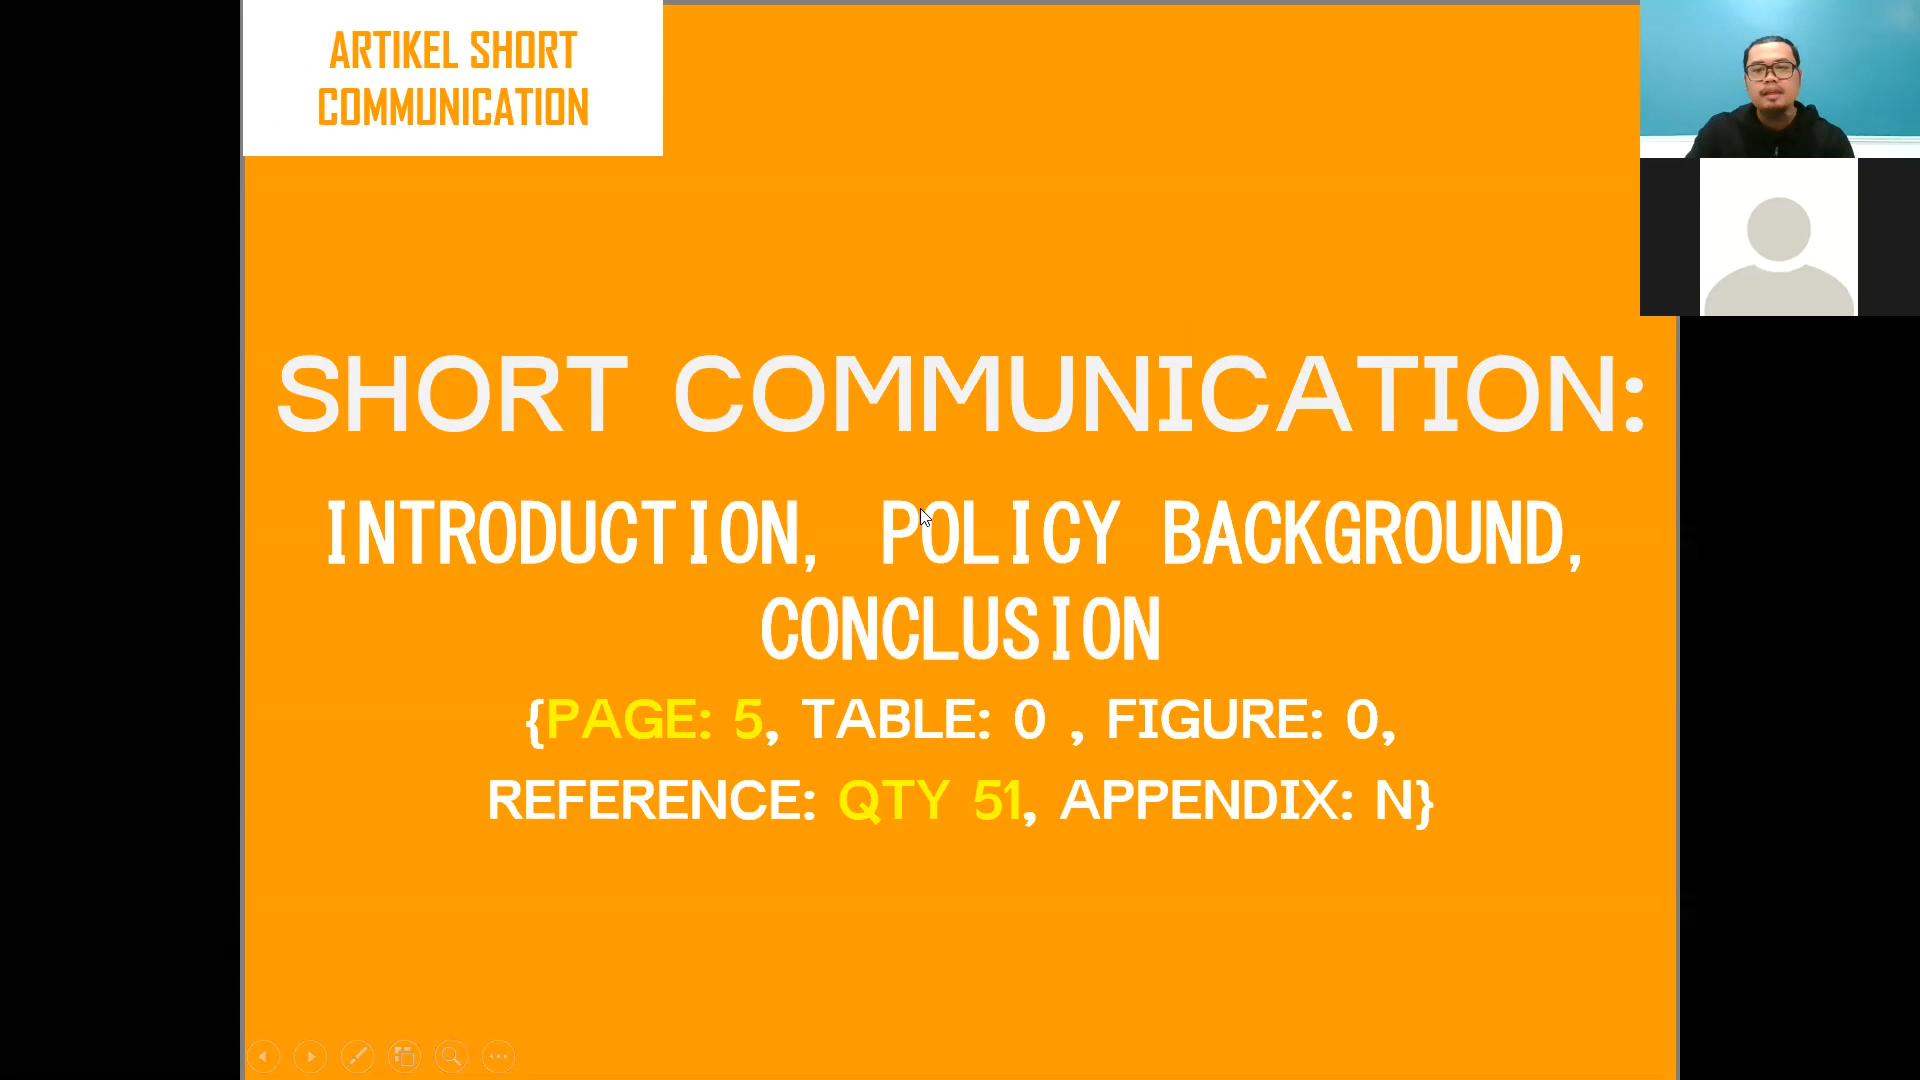 ARTIKEL SHORT
COMMUNICATION
SHORT COMMUNICATION:
INTRODUCTION, POLICY BACKGROUND,
CONCLUSION
{PAGE: 5, TABLE: 0 , FIGURE: 0,
REFERENCE: QTY 51, APPENDIX: N}